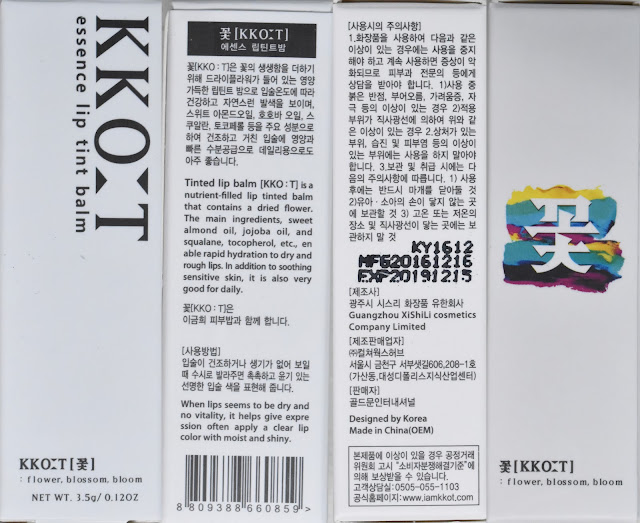 KKO:T
essence lip tint balm
KKO:T [꽃]
: flower, blossom, bloom
NET WT. 3.5g/ 0.12OZ
꽃[KKO:T]
에센스 립틴트밤
꽃[KKO : T]은 꽃의 생생함을 더하기
위해 드라이플라워가 들어 있는 영양
가득한 립틴트 밤으로 입술온도에 따라
건강하고 자연스런 발색을 보이며,
스위트 아몬드오일, 호호바 오일, 스
쿠알란, 토코페롤 등을 주요 성분으로
하여 건조하고 거친 입술에 영양과
빠른 수분공급으로 데일리용으로도
아주 좋습니다.
Tinted lip balm [KKO : T] is a
nutrient-filled lip tinted balm
that contains a dried flower.
The main ingredients, sweet
almond oil, jojoba oil, and
squalane, tocopherol, etc., en
able rapid hydration to dry and
rough lips. In addition to soothing
sensitive skin, it is also very
good for daily.
꽃[KKO : T]은
이금희 피부밥과 함께 합니다.
[사용방법]
입술이 건조하거나 생기가 없어 보일
때 수시로 발라주면 촉촉하고 윤기 있는
선명한 입술 색을 표현해 줍니다.
When lips seems to be dry and
no vitality, it helps give expre
ssion often apply a clear lip
color with moist and shiny.
8 809388 660859 >
[사용시의 주의사항]
1.화장품을 사용하여 다음과 같은
이상이 있는 경우에는 사용을 중지
해야 하고 계속 사용하면 증상이 악
화되므로 피부과 전문의 등에게
상담을 받아야 합니다. 1)사용 중
붉은 반점, 부어오름, 가려움증, 자
극 등의 이상이 있는 경우 2)적용
부위가 직사광선에 의하여 위와 같
은 이상이 있는 경우 2.상처가 있는
부위, 습진 및 피부염 등의 이상이
있는 부위에는 사용을 하지 말아야
합니다. 3.보관 및 취급 시에는 다
음의 주의사항에 따릅니다. 1) 사용
후에는 반드시 마개를 닫아둘 것
2)유아·소아의 손이 닿지 않는 곳
에 보관할 것 3) 고온 또는 저온의
장소 및 직사광선이 닿는 곳에는 보
관하지 말 것
KY1612
MFG20161216
EXP20191215
[제조사]
광주시 시스리 화장품 유한회사
Guangzhou XiShiLi cosmetics
Company Limited
[제조판매업자]
㈜컬쳐웍스허브
서울시 금천구 서부샛길606,208-1호
(가산동,대성디폴리스지식산업센터)
[판매자]
골드문인터내셔널
Designed by Korea
Made in China(OEM)
본제품에 이상이 있을 경우 공정거래
위원회 고시 "소비자분쟁해결기준"에
의해 보상받을 수 있습니다.
고객상담실: 0505-055-1103
공식홈페이지:www.iamkkot.com
꽃
꽃[KKO:T]
: flower, blossom, bloom